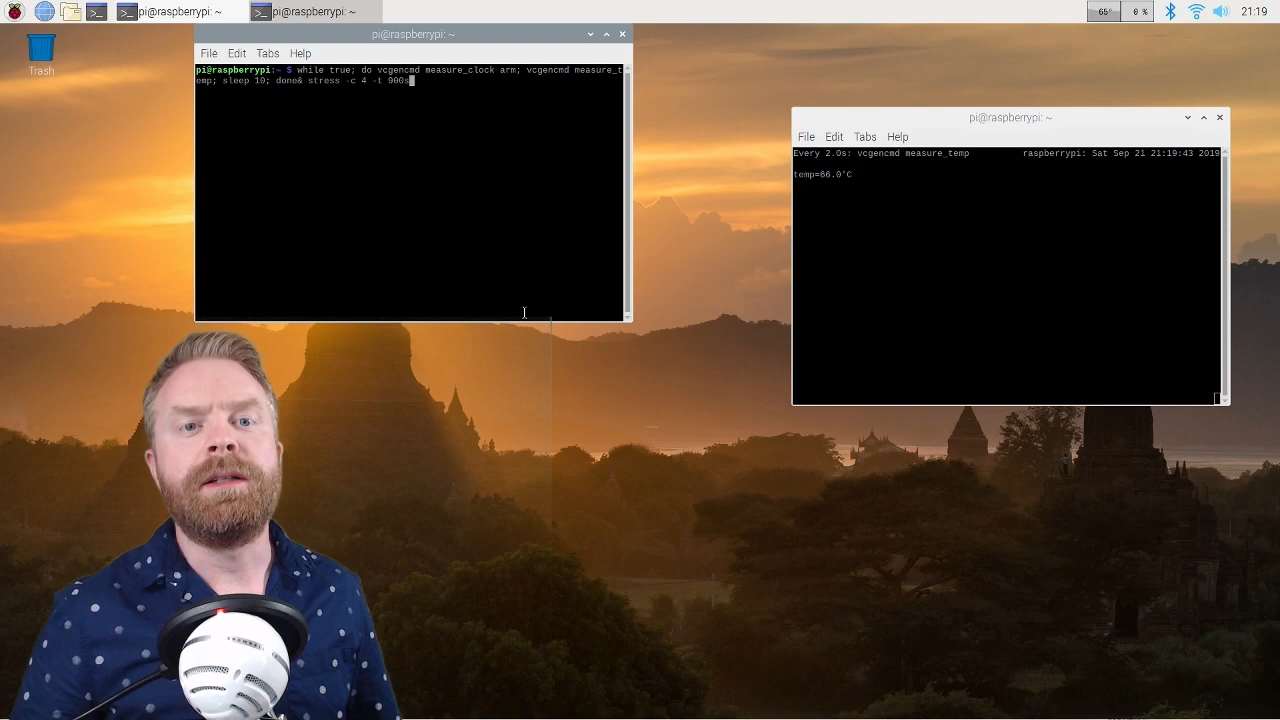 pi@raspberrypi: ~
pi@raspberrypi: ~
65°
0 %
21:19
Trash
pi@raspberrypi: ~
File Edit Tabs Help
pi@raspberrypi:~ $ while true; do vcgencmd measure_clock arm; vcgencmd measure_t
emp; sleep 10; done& stress -c 4 -t 900s
pi@raspberrypi: ~
File Edit Tabs Help
Every 2.0s: vcgencmd measure_temp raspberrypi: Sat Sep 21 21:19:43 2019
temp=66.0'C